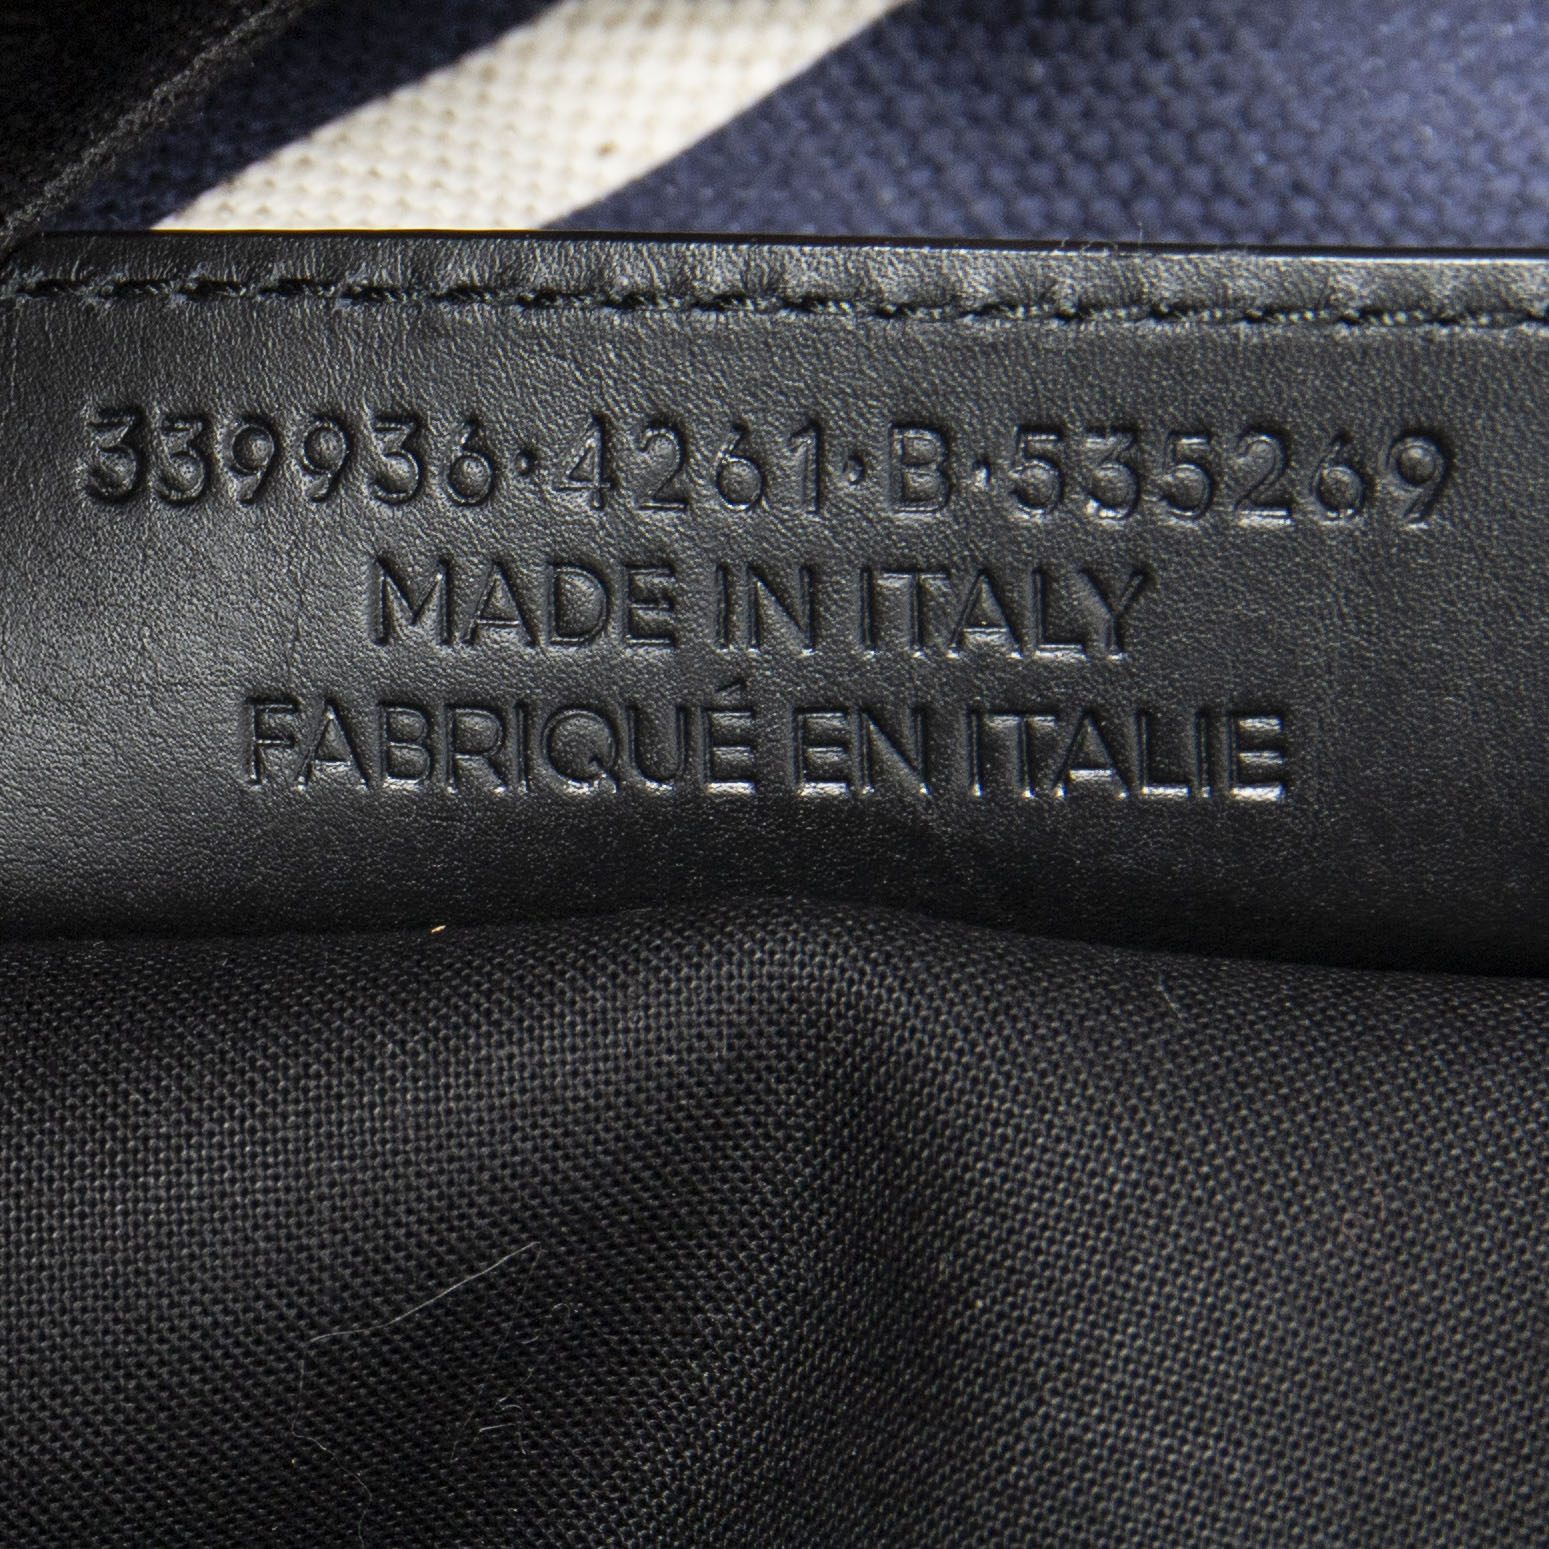 339936·4261·B·535269
MADE IN ITALY
FABRIQUÉ EN ITALIE